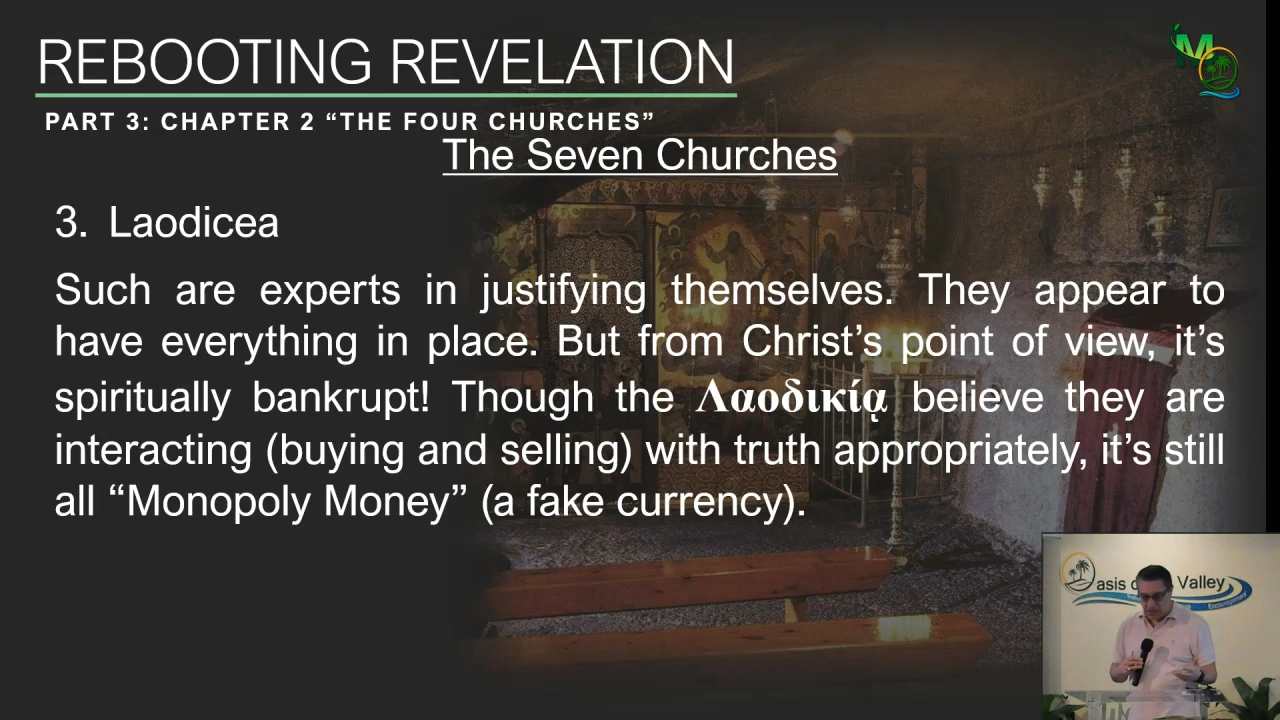 REBOOTING REVELATION
PART 3: CHAPTER 2 “THE FOUR CHURCHES”
The Seven Churches
3. Laodicea
Such are experts in justifying themselves. They appear to
have everything in place. But from Christ’s point of view, it’s
spiritually bankrupt! Though the Λαοδικίᾳ believe they are
interacting (buying and selling) with truth appropriately, it’s still
all “Monopoly Money” (a fake currency).
MO
asis Valley
Encouragement